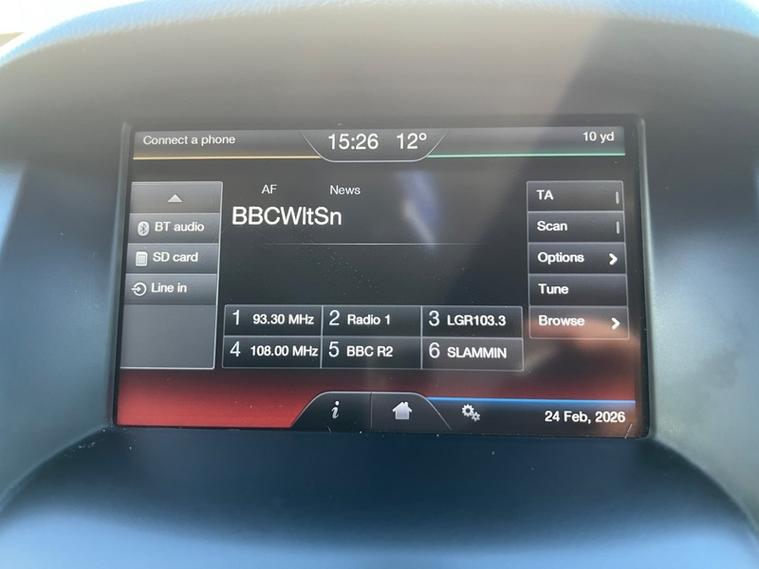 Connect a phone
15:26 12°
10 yd
AF News
BBCWltSn
BT audio
SD card
Line in
TA
Scan
Options
Tune
Browse
1 93.30 MHz 2 Radio 1 3 LGR103.3
4 108.00 MHz 5 BBC R2 6 SLAMMIN
i
24 Feb, 2026